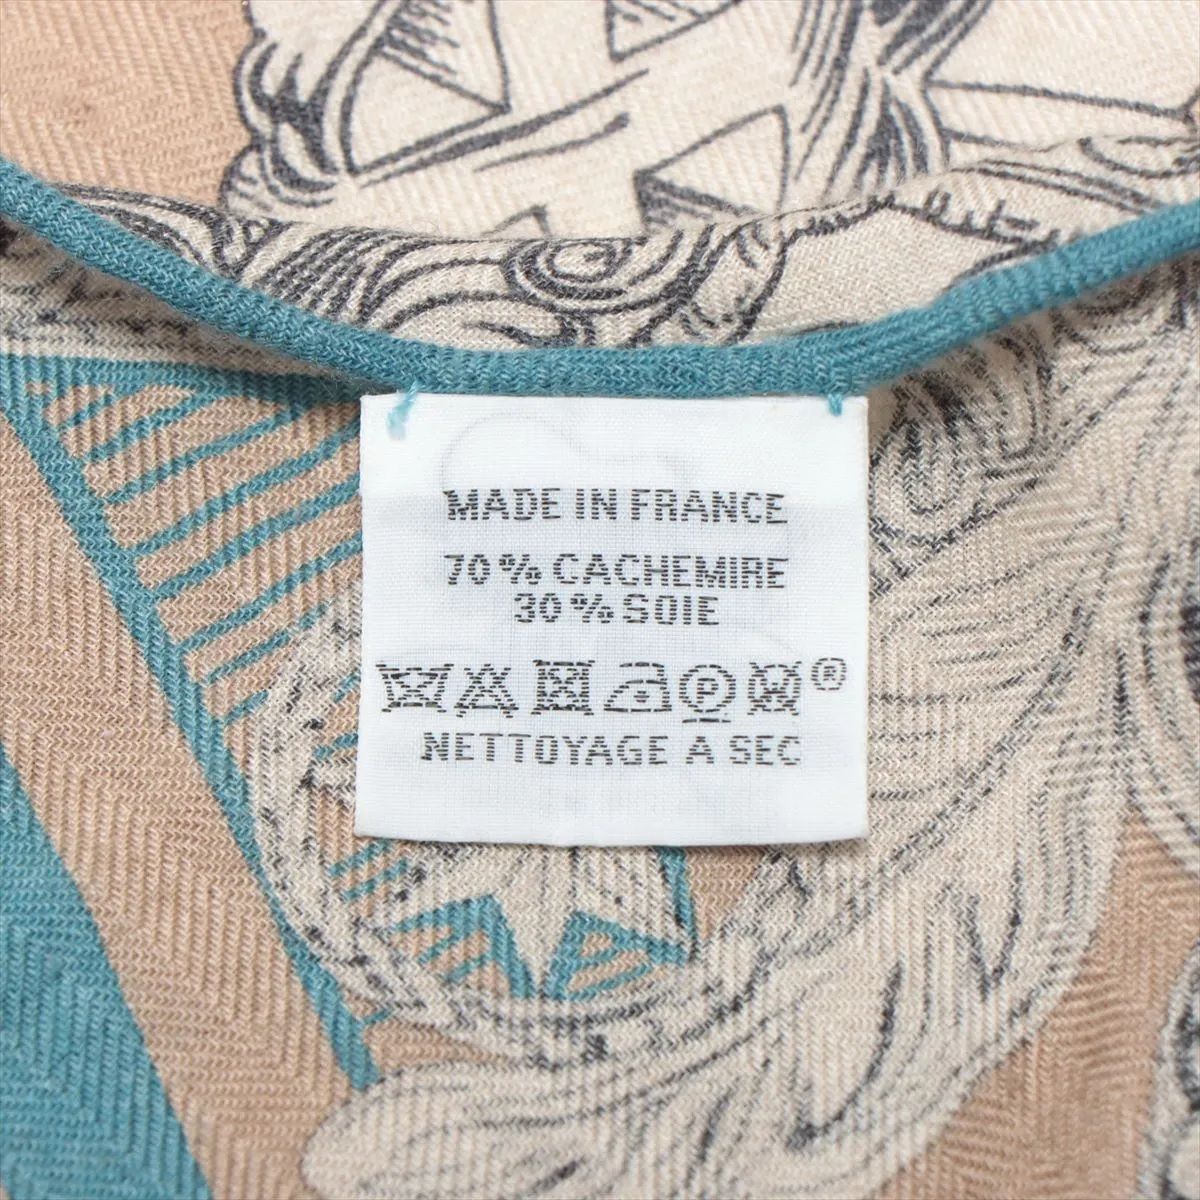 MADE IN FRANCE
70% CACHEMIRE
30% SOIE
P ®
NETTOYAGE A SEC